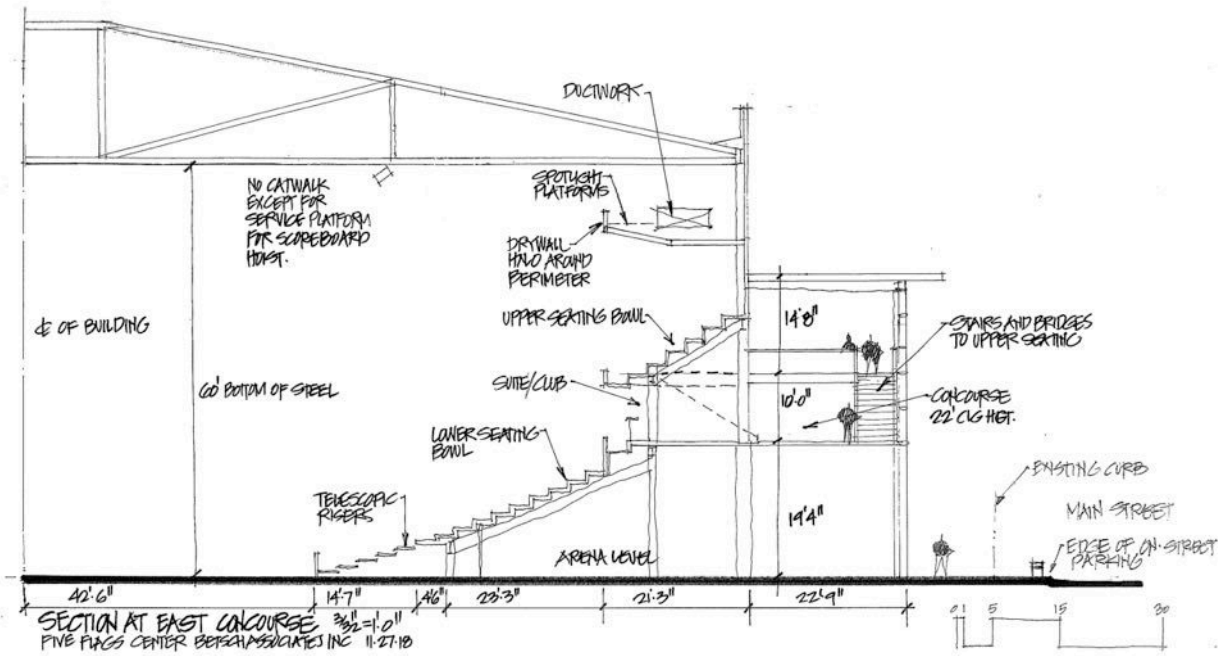 DUCTWORK
NO CATWALK
EXCEPT FOR
SERVICE PLATFORM
FOR SCOREBOARD
HOIST.
SPOTLIGHT
PLATFORMS
DRYWALL
HALO AROUND
PERIMETER
UPPER SEATING BOWL
14'8"
STAIRS AND BRIDGES
TO UPPER SEATING
℄ OF BUILDING
60' BOTTOM OF STEEL
SUITE/CLUB
10'0"
CONCOURSE
22' CLG HGT.
LOWER SEATING
BOWL
TELESCOPIC
RISERS
19'4"
ARENA LEVEL
EXISTING CURB
MAIN STREET
EDGE OF ON-STREET
PARKING
42'-6" 14'-7" 4'6" 23'-3" 21'-3" 22'-9"
0 1 5 15 30
SECTION AT EAST CONCOURSE 3/32"=1'-0"
FIVE FLAGS CENTER BETSCH ASSOCIATES INC 11·27·18